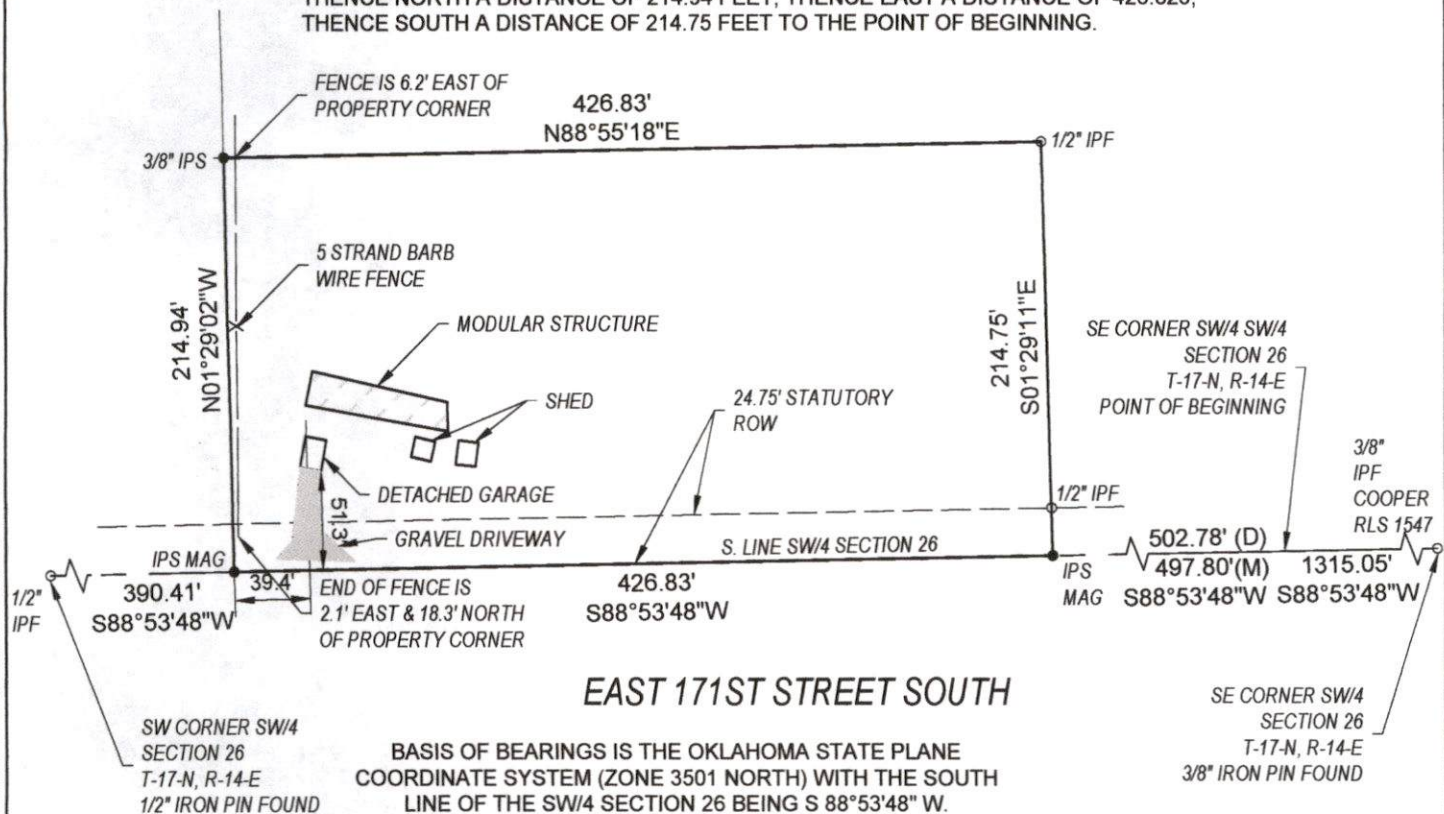 THENCE SOUTH A DISTANCE OF 214.75 FEET TO THE POINT OF BEGINNING.
FENCE IS 6.2' EAST OF
PROPERTY CORNER
426.83'
N88°55'18"E
3/8" IPS
1/2" IPF
5 STRAND BARB
WIRE FENCE
214.94'
N01°29'02"W
MODULAR STRUCTURE
SHED
24.75' STATUTORY
ROW
214.75'
S01°29'11"E
SE CORNER SW/4 SW/4
SECTION 26
T-17-N, R-14-E
POINT OF BEGINNING
3/8"
IPF
COOPER
RLS 1547
DETACHED GARAGE
51.3'
GRAVEL DRIVEWAY
1/2" IPF
S. LINE SW/4 SECTION 26
IPS MAG
1/2"
IPF
390.41'
S88°53'48"W
39.4'
END OF FENCE IS
2.1' EAST & 18.3' NORTH
OF PROPERTY CORNER
426.83'
S88°53'48"W
IPS
MAG
502.78' (D)
497.80'(M)
S88°53'48"W
1315.05'
S88°53'48"W
EAST 171ST STREET SOUTH
SW CORNER SW/4
SECTION 26
T-17-N, R-14-E
1/2" IRON PIN FOUND
BASIS OF BEARINGS IS THE OKLAHOMA STATE PLANE
COORDINATE SYSTEM (ZONE 3501 NORTH) WITH THE SOUTH
LINE OF THE SW/4 SECTION 26 BEING S 88°53'48" W.
SE CORNER SW/4
SECTION 26
T-17-N, R-14-E
3/8" IRON PIN FOUND